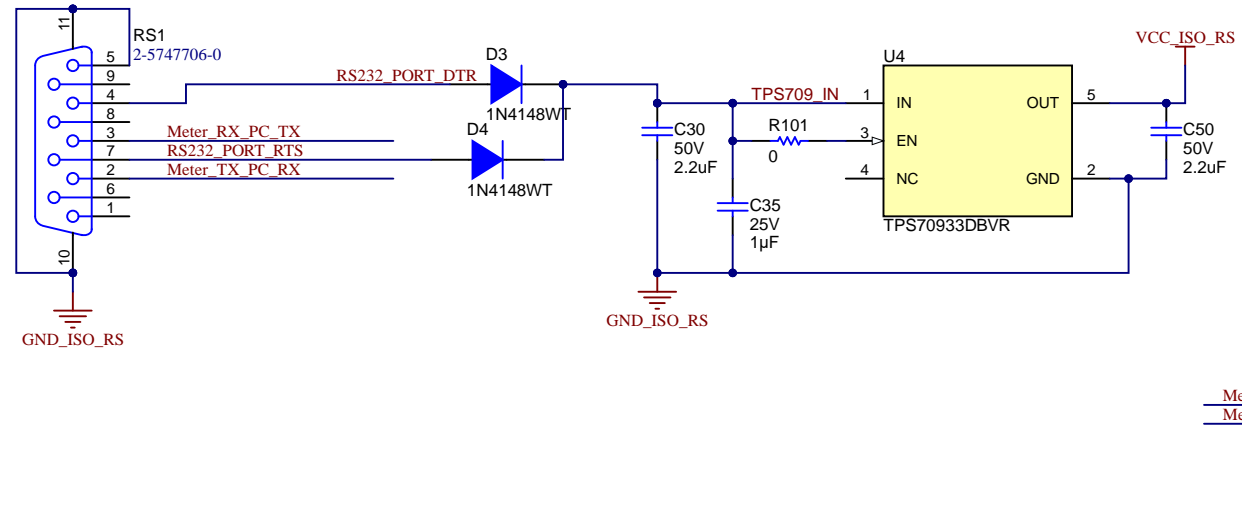 11
RS1
2-5747706-0
5
9
4
8
3
7
2
6
1
10
Meter_RX_PC_TX
RS232_PORT_RTS
Meter_TX_PC_RX
GND_ISO_RS
RS232_PORT_DTR
D3
1N4148WT
D4
1N4148WT
C30
50V
2.2uF
TPS709_IN
R101
0
C35
25V
1µF
GND_ISO_RS
U4
1
IN
3
EN
4
NC
OUT
5
GND
2
TPS70933DBVR
VCC_ISO_RS
C50
50V
2.2uF
Me
Me